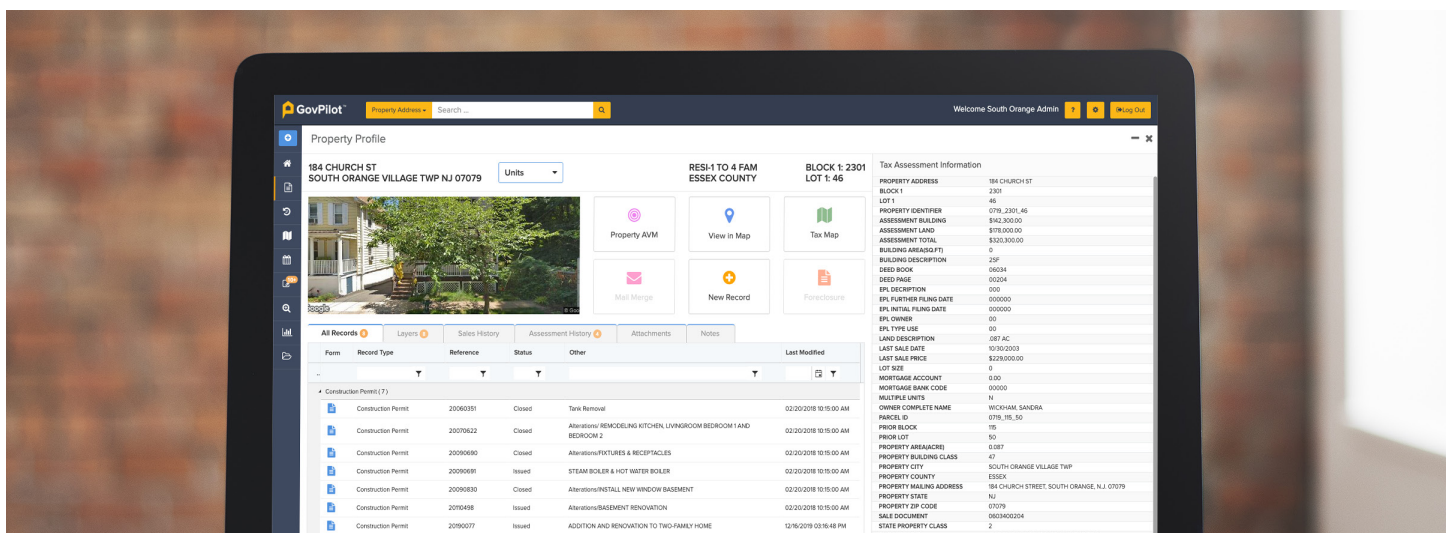 GovPilot™ Property Address Search ... Welcome South Orange Admin ? Log Out
Property Profile
184 CHURCH ST
SOUTH ORANGE VILLAGE TWP NJ 07079
Units
RESI-1 TO 4 FAM
ESSEX COUNTY
BLOCK 1: 2301
LOT 1: 46
Google
Property AVM View in Map Tax Map
Mail Merge New Record Foreclosure
All Records Layers Sales History Assessment History Attachments Notes
Form Record Type Reference Status Other Last Modified
Construction Permit ( 7 )
Construction Permit 20060351 Closed Tank Removal 02/20/2018 10:15:00 AM
Construction Permit 20070622 Closed Alterations/ REMODELING KITCHEN, LIVINGROOM BEDROOM 1 AND
BEDROOM 2 02/20/2018 10:15:00 AM
Construction Permit 20090690 Closed Alterations/FIXTURES & RECEPTACLES 02/20/2018 10:15:00 AM
Construction Permit 20090691 Issued STEAM BOILER & HOT WATER BOILER 02/20/2018 10:15:00 AM
Construction Permit 20090830 Closed Alterations/INSTALL NEW WINDOW BASEMENT 02/20/2018 10:15:00 AM
Construction Permit 20110498 Issued Alterations/BASEMENT RENOVATION 02/20/2018 10:15:00 AM
Construction Permit 20190077 Issued ADDITION AND RENOVATION TO TWO-FAMILY HOME 12/16/2019 03:16:48 PM
Tax Assessment Information
PROPERTY ADDRESS 184 CHURCH ST
BLOCK 1 2301
LOT 1 46
PROPERTY IDENTIFIER 0719_2301_46
ASSESSMENT BUILDING $142,300.00
ASSESSMENT LAND $178,000.00
ASSESSMENT TOTAL $320,300.00
BUILDING AREA(SQ.FT) 0
BUILDING DESCRIPTION 2SF
DEED BOOK 06034
DEED PAGE 00204
EPL DECRIPTION 000
EPL FURTHER FILING DATE 000000
EPL INITIAL FILING DATE 000000
EPL OWNER 00
EPL TYPE USE 00
LAND DESCRIPTION .087 AC
LAST SALE DATE 10/30/2003
LAST SALE PRICE $229,000.00
LOT SIZE 0
MORTGAGE ACCOUNT 0.00
MORTGAGE BANK CODE 00000
MULTIPLE UNITS N
OWNER COMPLETE NAME WICKHAM, SANDRA
PARCEL ID 0719_115_50
PRIOR BLOCK 115
PRIOR LOT 50
PROPERTY AREA(ACRE) 0.087
PROPERTY BUILDING CLASS 47
PROPERTY CITY SOUTH ORANGE VILLAGE TWP
PROPERTY COUNTY ESSEX
PROPERTY MAILING ADDRESS 184 CHURCH STREET, SOUTH ORANGE, N.J. 07079
PROPERTY STATE NJ
PROPERTY ZIP CODE 07079
SALE DOCUMENT 0603400204
STATE PROPERTY CLASS 2